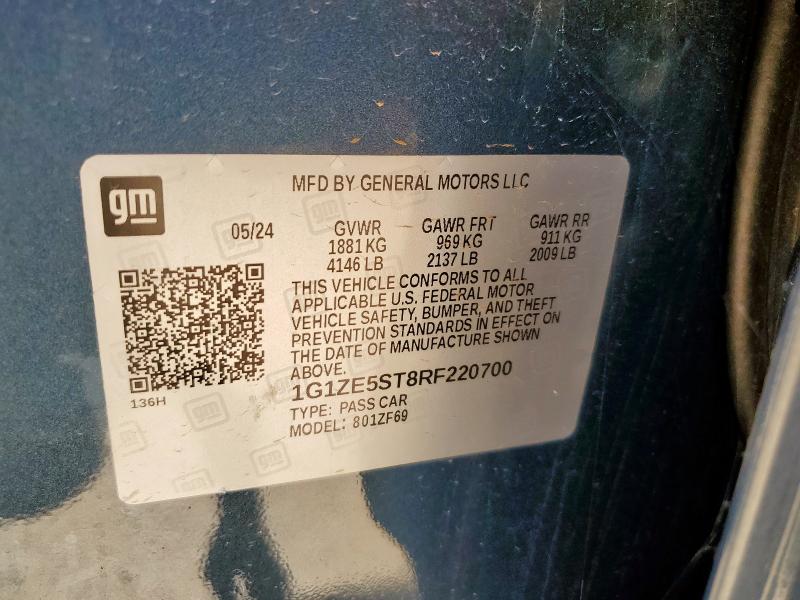 gm
MFD BY GENERAL MOTORS LLC
05/24 GVWR GAWR FRT GAWR RR
1881 KG 969 KG 911 KG
4146 LB 2137 LB 2009 LB
THIS VEHICLE CONFORMS TO ALL
APPLICABLE U.S. FEDERAL MOTOR
VEHICLE SAFETY, BUMPER, AND THEFT
PREVENTION STANDARDS IN EFFECT ON
THE DATE OF MANUFACTURE SHOWN
ABOVE.
1G1ZE5ST8RF220700
136H
TYPE: PASS CAR
MODEL: 801ZF69